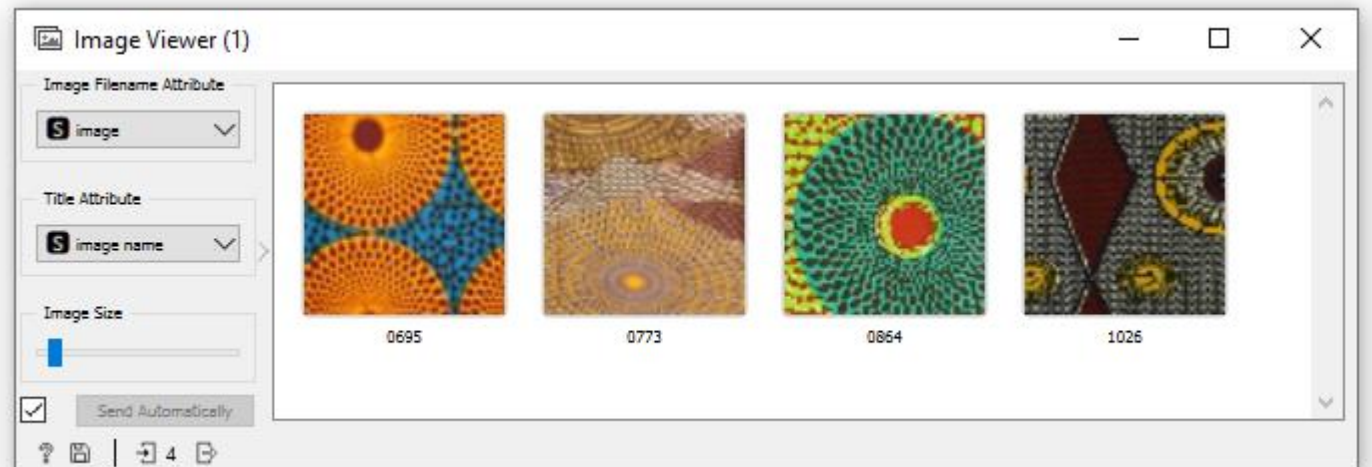 Image Viewer (1)
Image Filename Attribute
S image
Title Attribute
S image name
Image Size
Send Automatically
? 4
0695
0773
0864
1026